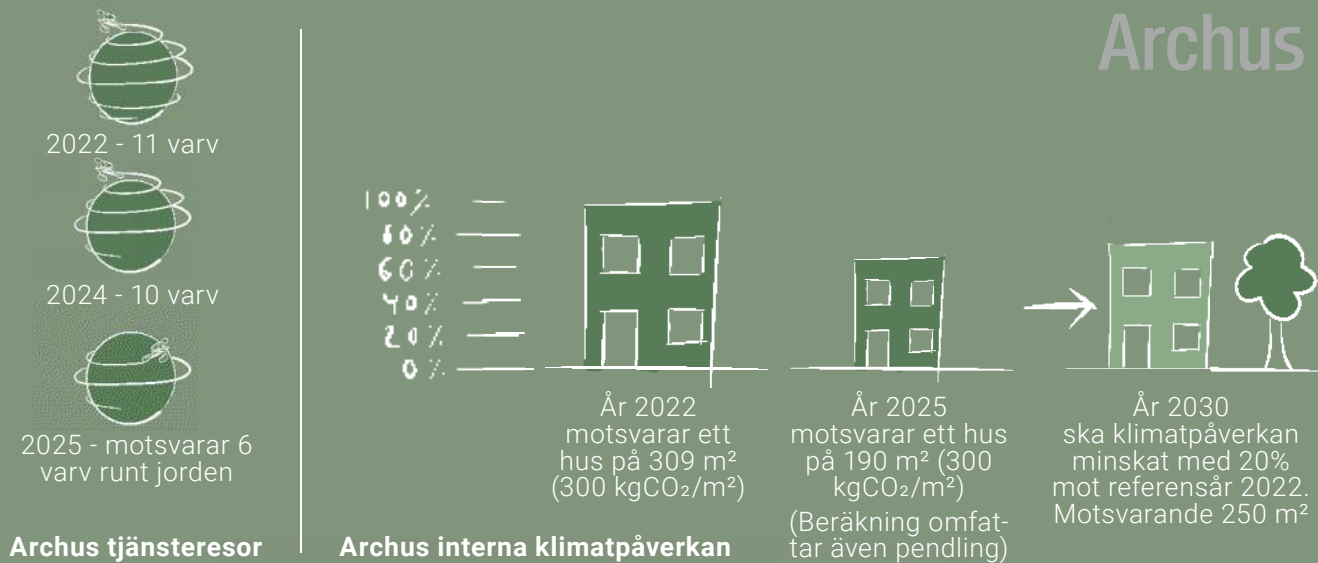 Archus
2022 - 11 varv
2024 - 10 varv
2025 - motsvarar 6
varv runt jorden
Archus tjänsteresor
100%
80%
60%
40%
20%
0%
År 2022
motsvarar ett
hus på 309 m²
(300 kgCO₂/m²)
År 2025
motsvarar ett hus
på 190 m² (300
kgCO₂/m²)
(Beräkning omfat-
tar även pendling)
År 2030
ska klimatpåverkan
minskat med 20%
mot referensår 2022.
Motsvarande 250 m²
Archus interna klimatpåverkan